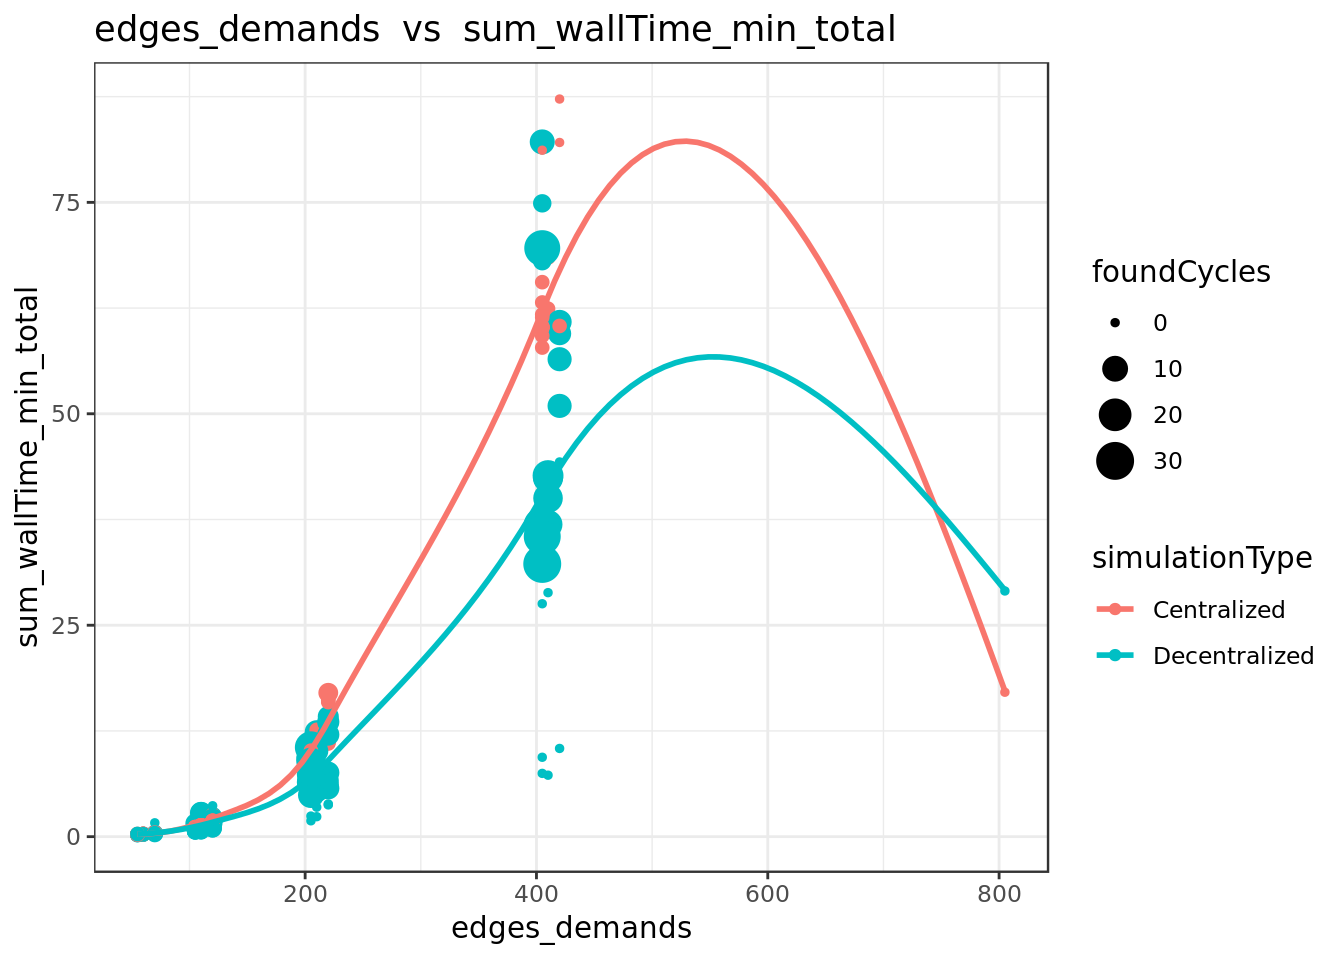 edges_demands vs sum_wallTime_min_total
sum_wallTime_min_total
75
50
25
0
200 400 600 800
edges_demands
foundCycles
0
10
20
30
simulationType
Centralized
Decentralized